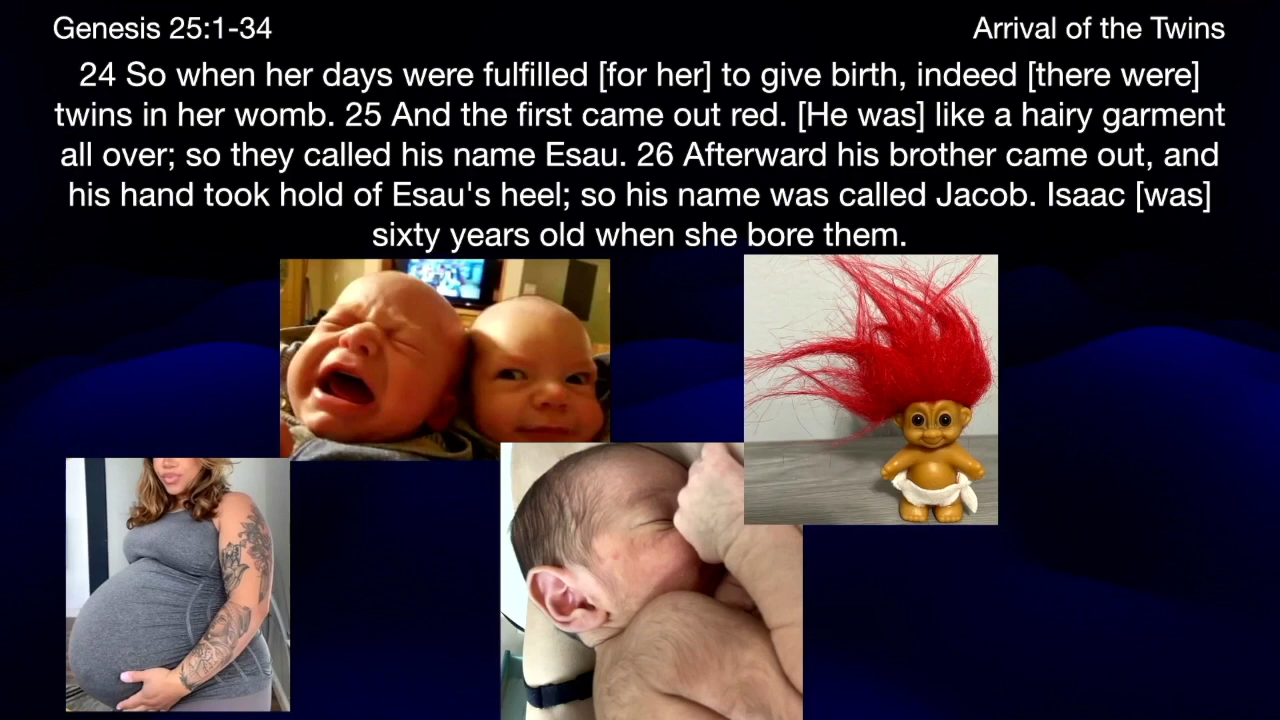 Genesis 25:1-34
Arrival of the Twins
24 So when her days were fulfilled [for her] to give birth, indeed [there were]
twins in her womb. 25 And the first came out red. [He was] like a hairy garment
all over; so they called his name Esau. 26 Afterward his brother came out, and
his hand took hold of Esau's heel; so his name was called Jacob. Isaac [was]
sixty years old when she bore them.